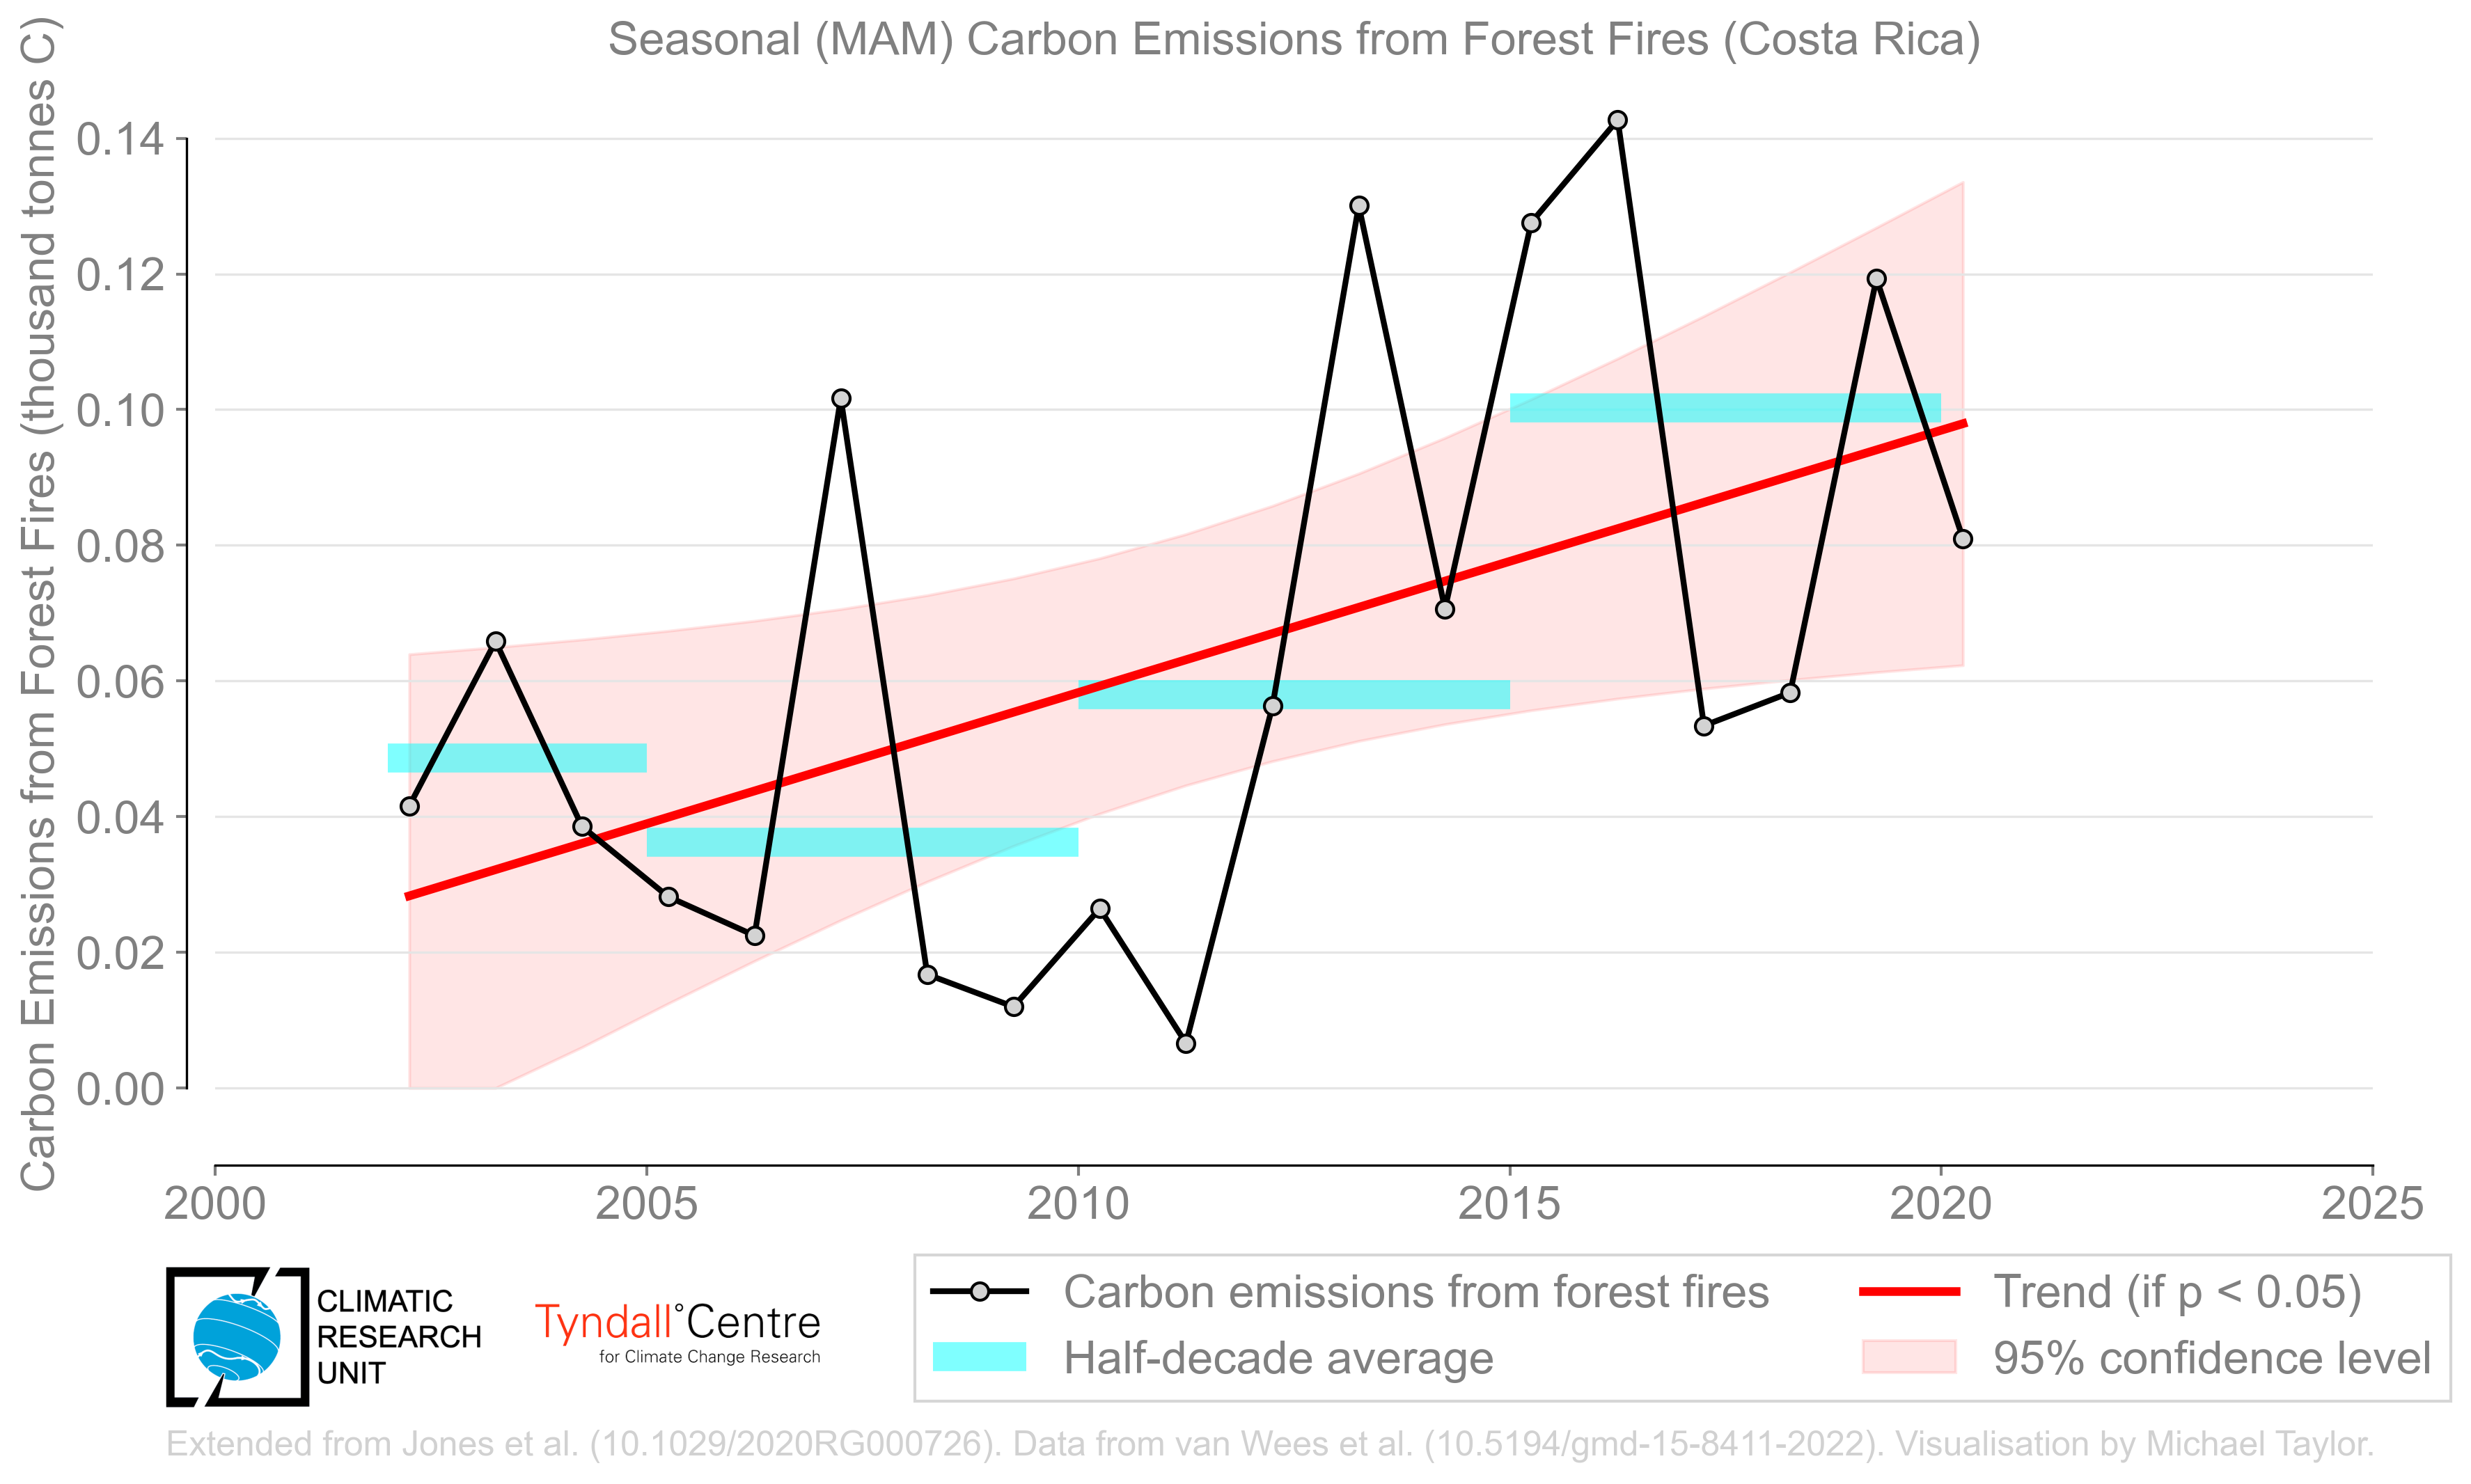 Seasonal (MAM) Carbon Emissions from Forest Fires (Costa Rica)
Carbon Emissions from Forest Fires (thousand tonnes C)
0.14
0.12
0.10
0.08
0.06
0.04
0.02
0.00
2000 2005 2010 2015 2020 2025
CLIMATIC
RESEARCH
UNIT
Tyndall°Centre
for Climate Change Research
Carbon emissions from forest fires
Half-decade average
Trend (if p < 0.05)
95% confidence level
Extended from Jones et al. (10.1029/2020RG000726). Data from van Wees et al. (10.5194/gmd-15-8411-2022). Visualisation by Michael Taylor.